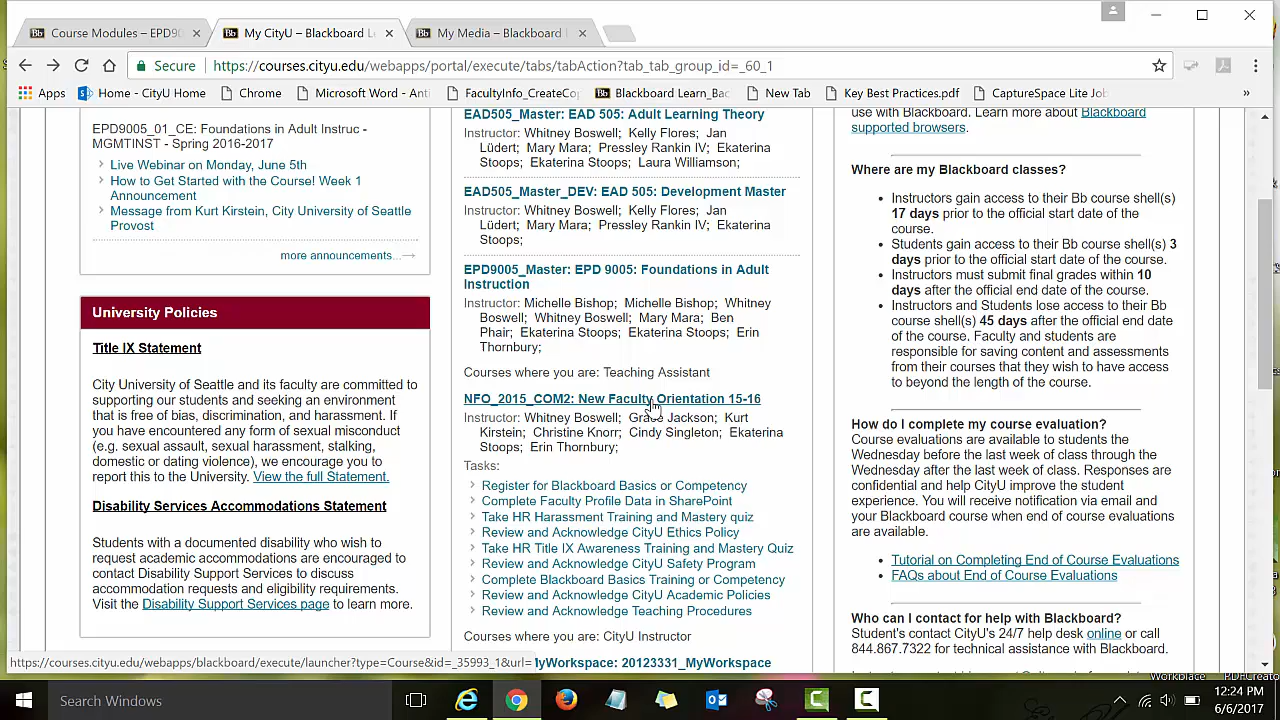 Course Modules – EPD90
My CityU – Blackboard L
My Media – Blackboard
Secure
https://courses.cityu.edu/webapps/portal/execute/tabs/tabAction?tab_tab_group_id=_60_1
Apps
Home - CityU Home
Chrome
Microsoft Word - Anti
FacultyInfo_CreateCo
Blackboard Learn_Bac
New Tab
Key Best Practices.pdf
CaptureSpace Lite Job
»
EPD9005_01_CE: Foundations in Adult Instruc -
MGMTINST - Spring 2016-2017
Live Webinar on Monday, June 5th
How to Get Started with the Course! Week 1
Announcement
Message from Kurt Kirstein, City University of Seattle
Provost
more announcements...
University Policies
Title IX Statement
City University of Seattle and its faculty are committed to
supporting our students and seeking an environment
that is free of bias, discrimination, and harassment. If
you have encountered any form of sexual misconduct
(e.g. sexual assault, sexual harassment, stalking,
domestic or dating violence), we encourage you to
report this to the University. View the full Statement.
Disability Services Accommodations Statement
Students with a documented disability who wish to
request academic accommodations are encouraged to
contact Disability Support Services to discuss
accommodation requests and eligibility requirements.
Visit the Disability Support Services page to learn more.
EAD505_Master: EAD 505: Adult Learning Theory
Instructor: Whitney Boswell; Kelly Flores; Jan
Lüdert; Mary Mara; Pressley Rankin IV; Ekaterina
Stoops; Ekaterina Stoops; Laura Williamson;
EAD505_Master_DEV: EAD 505: Development Master
Instructor: Whitney Boswell; Kelly Flores; Jan
Lüdert; Mary Mara; Pressley Rankin IV; Ekaterina
Stoops;
EPD9005_Master: EPD 9005: Foundations in Adult
Instruction
Instructor: Michelle Bishop; Michelle Bishop; Whitney
Boswell; Whitney Boswell; Mary Mara; Ben
Phair; Ekaterina Stoops; Ekaterina Stoops; Erin
Thornbury;
Courses where you are: Teaching Assistant
NFO_2015_COM2: New Faculty Orientation 15-16
Instructor: Whitney Boswell; Grace Jackson; Kurt
Kirstein; Christine Knorr; Cindy Singleton; Ekaterina
Stoops; Erin Thornbury;
Tasks:
Register for Blackboard Basics or Competency
Complete Faculty Profile Data in SharePoint
Take HR Harassment Training and Mastery quiz
Review and Acknowledge CityU Ethics Policy
Take HR Title IX Awareness Training and Mastery Quiz
Review and Acknowledge CityU Safety Program
Complete Blackboard Basics Training or Competency
Review and Acknowledge CityU Academic Policies
Review and Acknowledge Teaching Procedures
Courses where you are: CityU Instructor
MyWorkspace: 20123331_MyWorkspace
use with Blackboard. Learn more about Blackboard
supported browsers.
Where are my Blackboard classes?
Instructors gain access to their Bb course shell(s)
17 days prior to the official start date of the
course.
Students gain access to their Bb course shell(s) 3
days prior to the official start date of the course.
Instructors must submit final grades within 10
days after the official end date of the course.
Instructors and Students lose access to their Bb
course shell(s) 45 days after the official end date
of the course. Faculty and students are
responsible for saving content and assessments
from their courses that they wish to have
access to beyond the length of the course.
How do I complete my course evaluation?
Course evaluations are available to students the
Wednesday before the last week of class through the
Wednesday after the last week of class. Responses are
confidential and help CityU improve the student
experience. You will receive notification via email and
your Blackboard course when end of course evaluations
are available.
Tutorial on Completing End of Course Evaluations
FAQs about End of Course Evaluations
Who can I contact for help with Blackboard?
Student's contact CityU's 24/7 help desk online or call
844.867.7322 for technical assistance with Blackboard.
https://courses.cityu.edu/webapps/blackboard/execute/launcher?type=Course&id=_35993_1&url=
Workplace PDFCreato
Search Windows
12:24 PM
6/6/2017